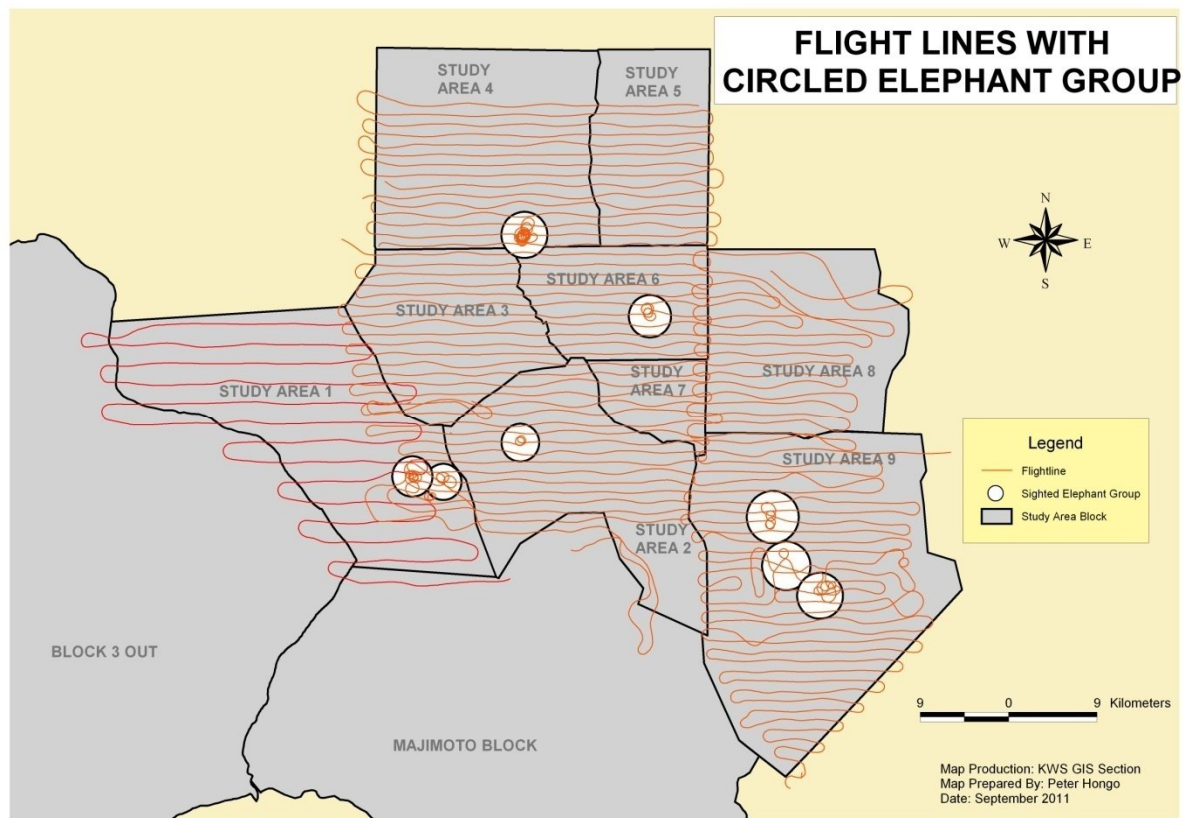 FLIGHT LINES WITH
CIRCLED ELEPHANT GROUP
STUDY
AREA 4
STUDY
AREA 5
N
W
E
S
STUDY AREA 6
STUDY AREA 3
STUDY AREA 1
STUDY
AREA 7
STUDY AREA 8
STUDY AREA 9
STUDY
AREA 2
Legend
Flightline
Sighted Elephant Group
Study Area Block
BLOCK 3 OUT
MAJIMOTO BLOCK
9 0 9 Kilometers
Map Production: KWS GIS Section
Map Prepared By: Peter Hongo
Date: September 2011